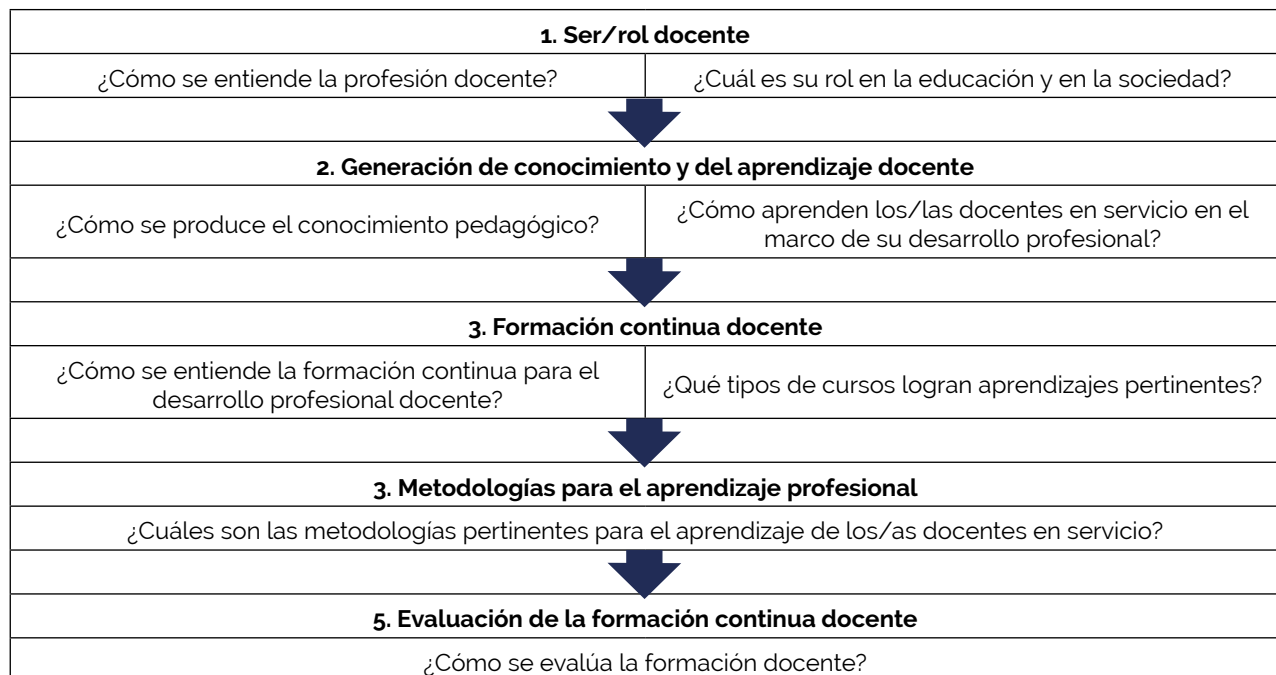 1. Ser/rol docente
¿Cómo se entiende la profesión docente?
¿Cuál es su rol en la educación y en la sociedad?
2. Generación de conocimiento y del aprendizaje docente
¿Cómo se produce el conocimiento pedagógico?
¿Cómo aprenden los/las docentes en servicio en el
marco de su desarrollo profesional?
3. Formación continua docente
¿Cómo se entiende la formación continua para el
desarrollo profesional docente?
¿Qué tipos de cursos logran aprendizajes pertinentes?
3. Metodologías para el aprendizaje profesional
¿Cuáles son las metodologías pertinentes para el aprendizaje de los/as docentes en servicio?
5. Evaluación de la formación continua docente
¿Cómo se evalúa la formación docente?